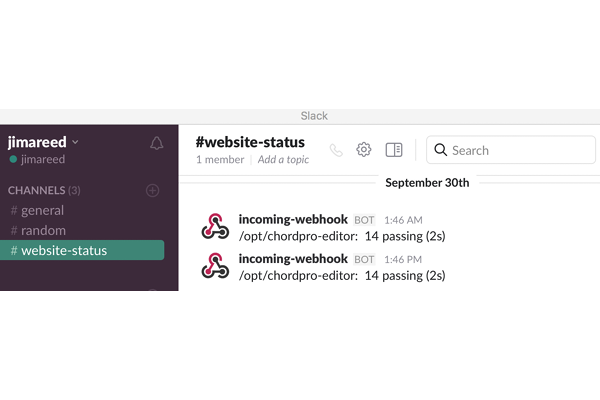 Slack
jimareed
jimareed
CHANNELS (3)
# general
# random
# website-status
#website-status
1 member | Add a topic
Search
September 30th
incoming-webhook BOT 1:46 AM
/opt/chordpro-editor: 14 passing (2s)
incoming-webhook BOT 1:46 PM
/opt/chordpro-editor: 14 passing (2s)